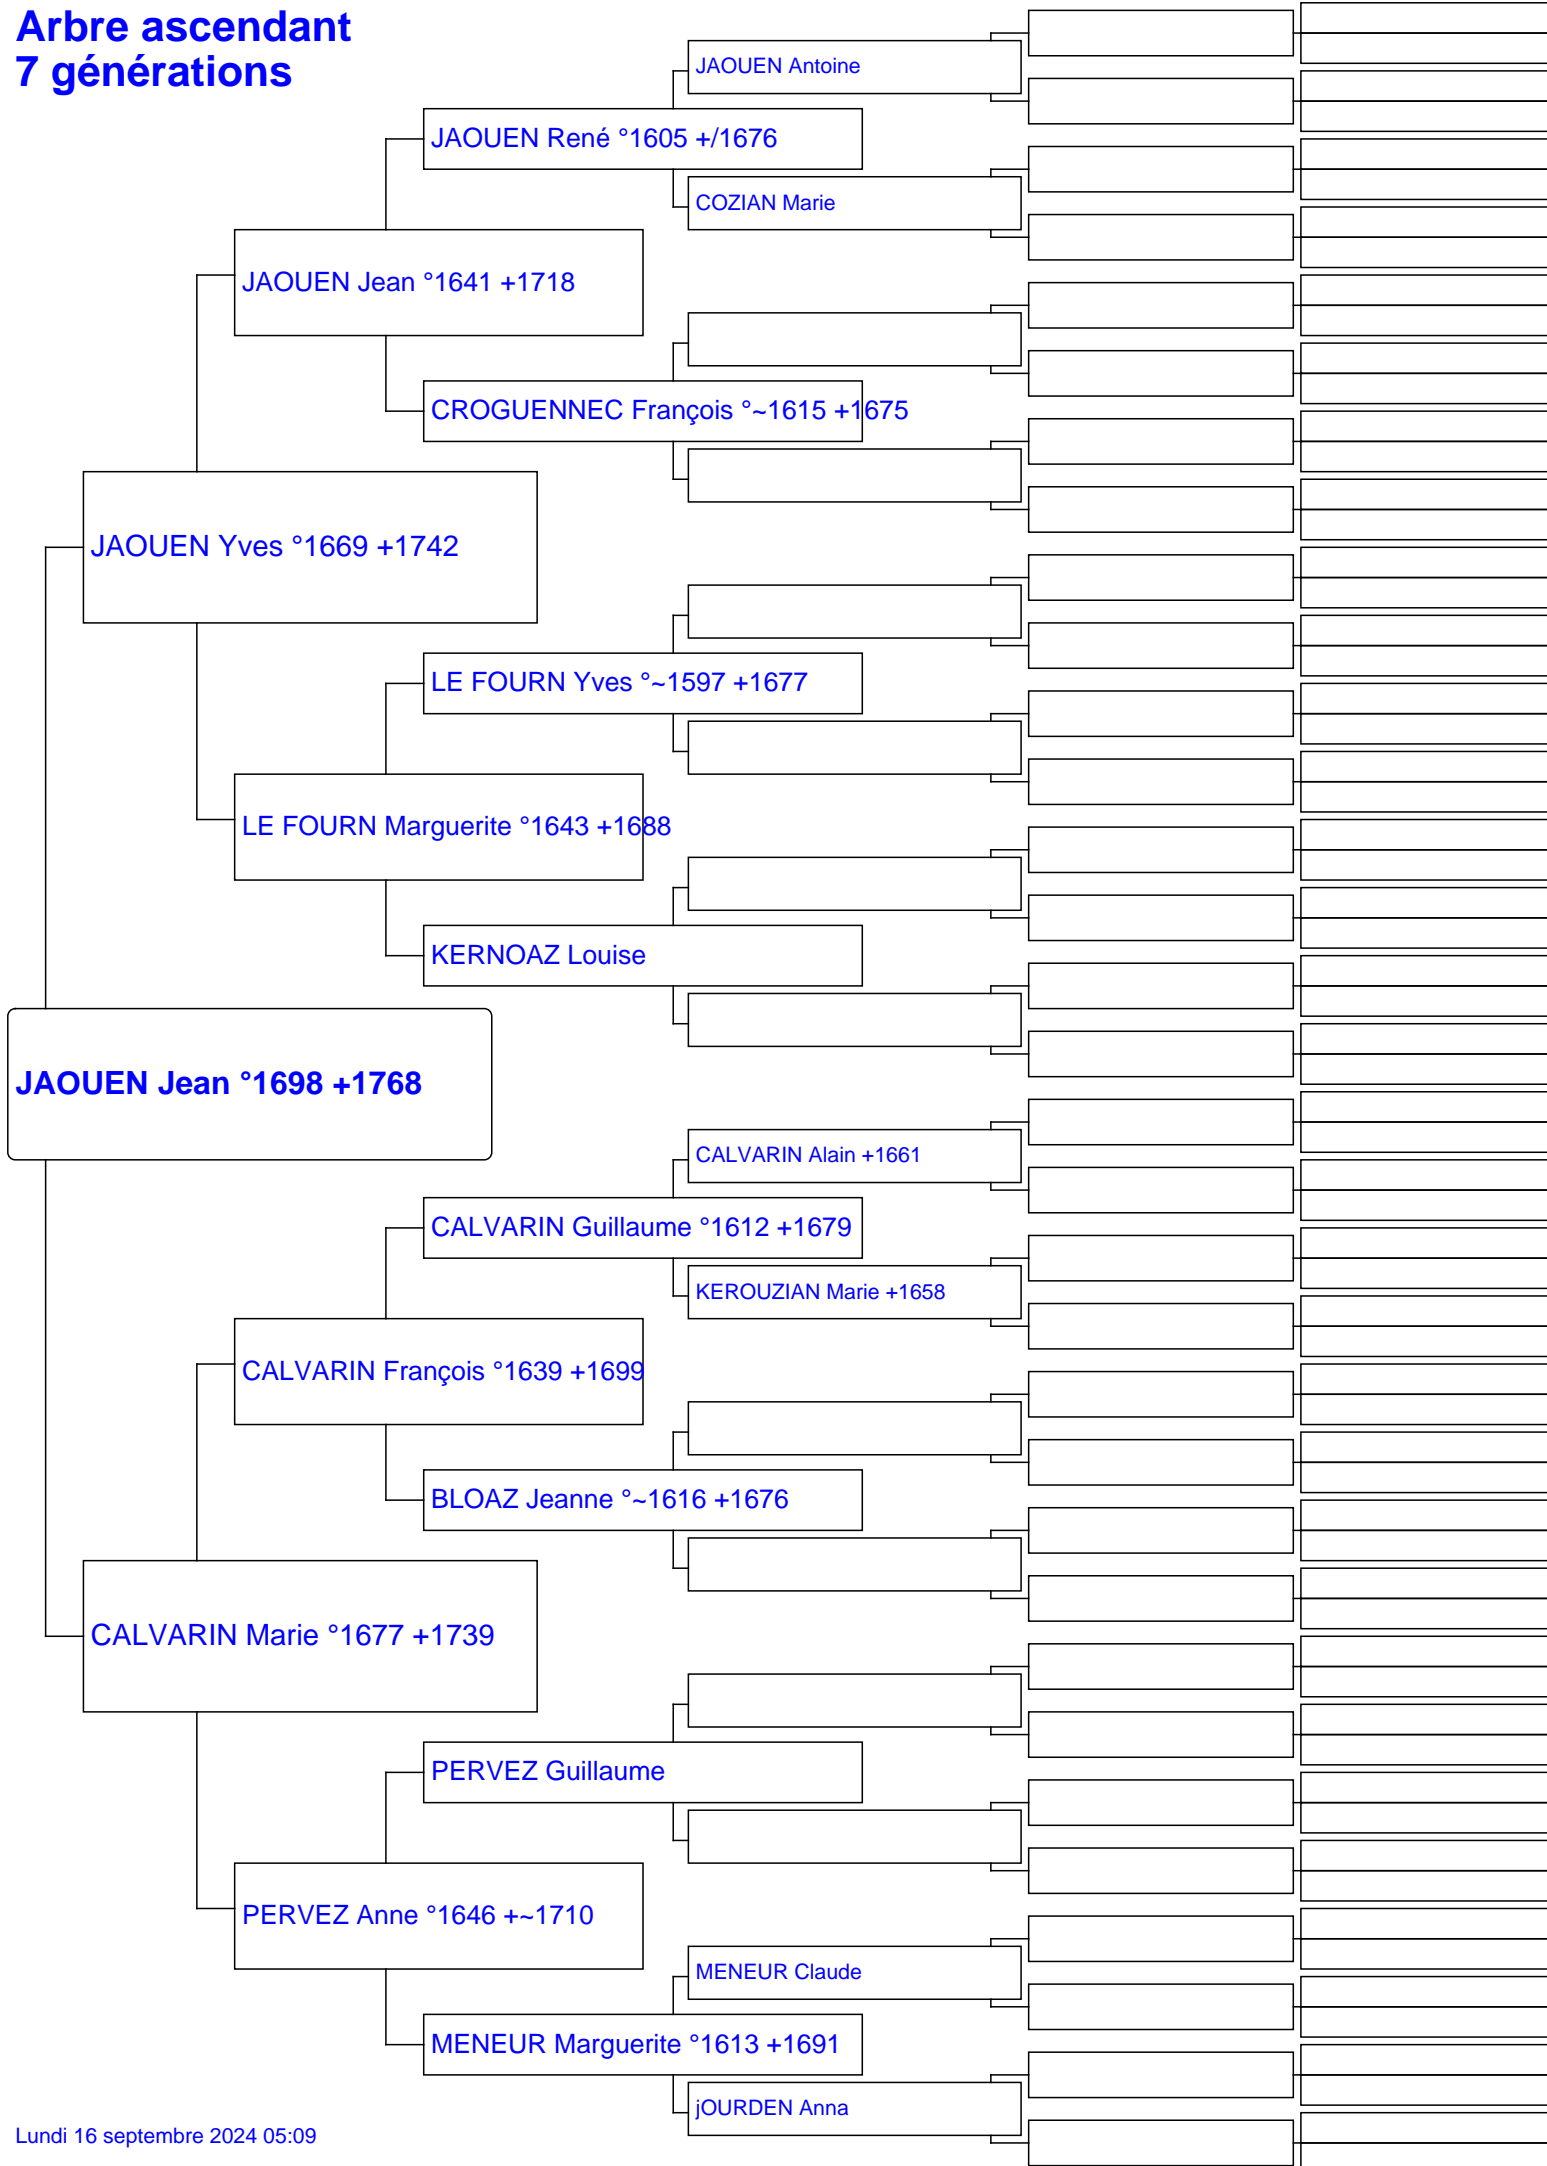 Arbre ascendant
7 générations
JAOUEN Antoine
JAOUEN René °1605 +/1676
COZIAN Marie
JAOUEN Jean °1641 +1718
CROGUENNEC François °~1615 +1675
JAOUEN Yves °1669 +1742
LE FOURN Yves °~1597 +1677
LE FOURN Marguerite °1643 +1688
KERNOAZ Louise
JAOUEN Jean °1698 +1768
CALVARIN Alain +1661
CALVARIN Guillaume °1612 +1679
KEROUZIAN Marie +1658
CALVARIN François °1639 +1699
BLOAZ Jeanne °~1616 +1676
CALVARIN Marie °1677 +1739
PERVEZ Guillaume
PERVEZ Anne °1646 +~1710
MENEUR Claude
MENEUR Marguerite °1613 +1691
jOURDEN Anna
Lundi 16 septembre 2024 05:09